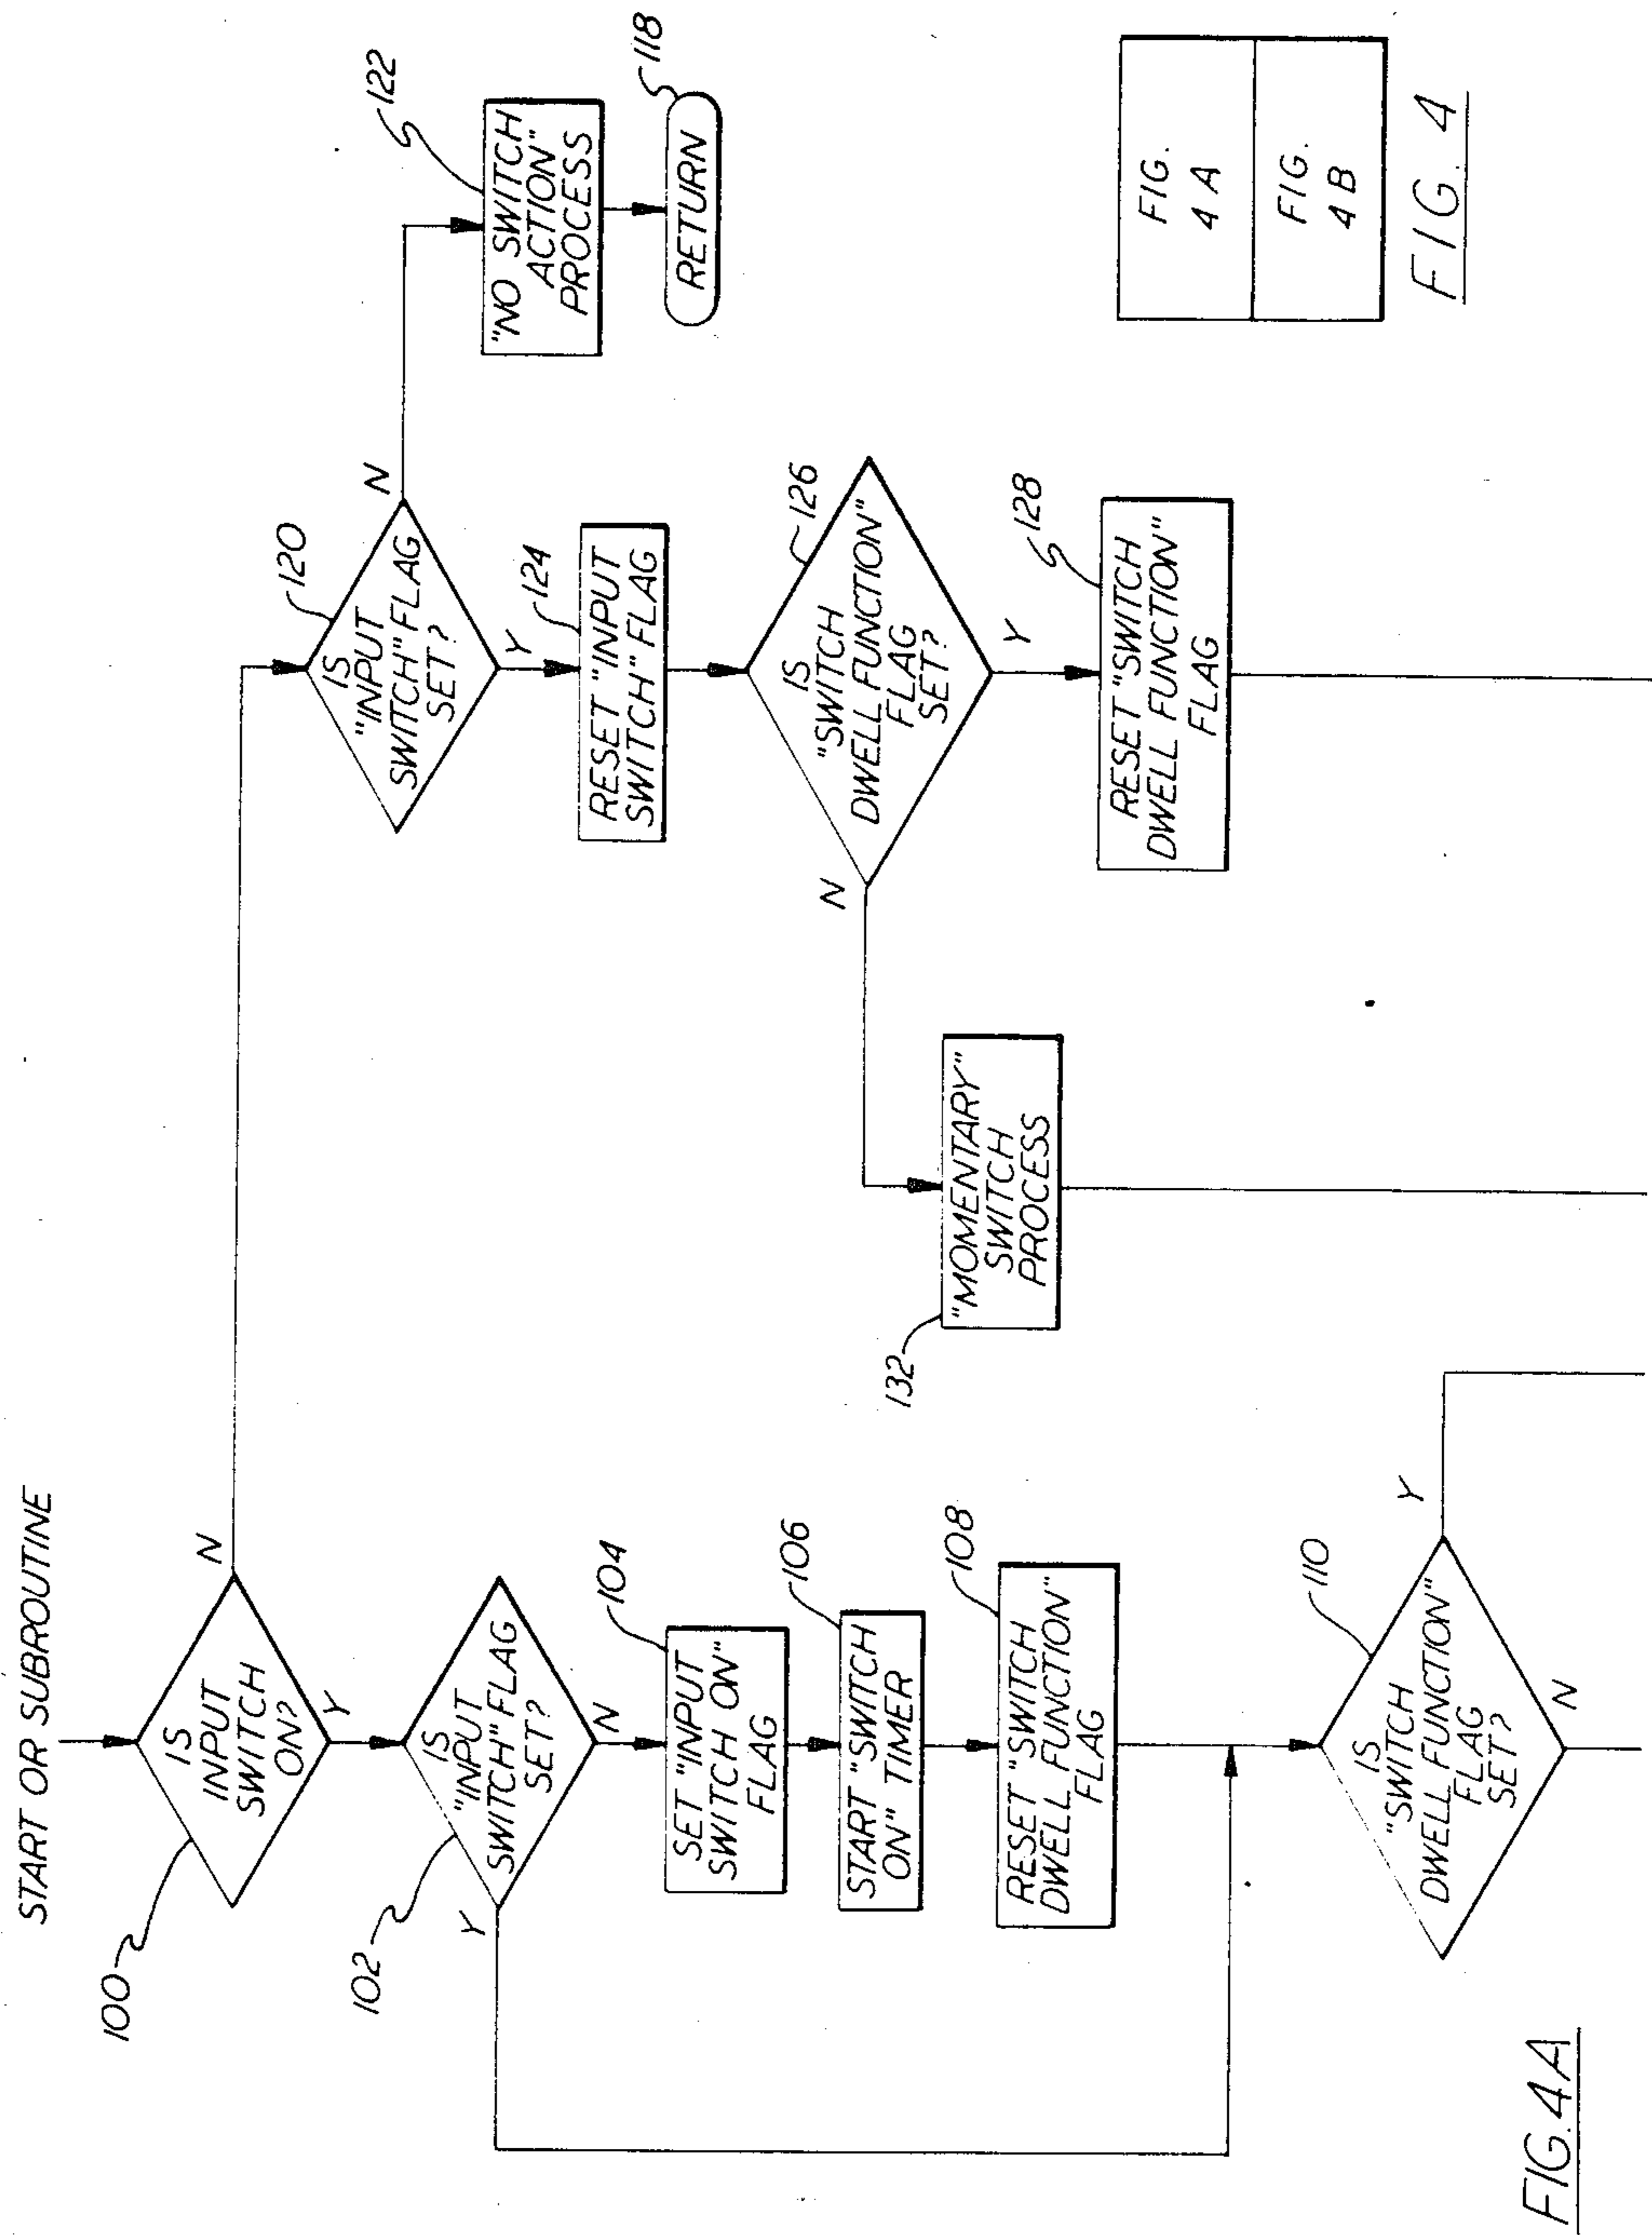 START OR SUBROUTINE
100
IS
INPUT
SWITCH
ON?
N
Y
102
IS
"INPUT
SWITCH" FLAG
SET?
Y
N
104
SET "INPUT
SWITCH ON"
FLAG
106
START "SWITCH
ON" TIMER
108
RESET "SWITCH
DWELL FUNCTION"
FLAG
110
IS
"SWITCH
DWELL FUNCTION"
FLAG
SET?
Y
N
120
IS
"INPUT
SWITCH" FLAG
SET?
N
Y
122
"NO SWITCH
ACTION"
PROCESS
118
RETURN
124
RESET "INPUT
SWITCH" FLAG
126
IS
"SWITCH
DWELL FUNCTION"
FLAG
SET?
N
Y
128
RESET "SWITCH
DWELL FUNCTION"
FLAG
132
"MOMENTARY"
SWITCH
PROCESS
FIG.
4A
FIG.
4B
FIG. 4
FIG. 4A